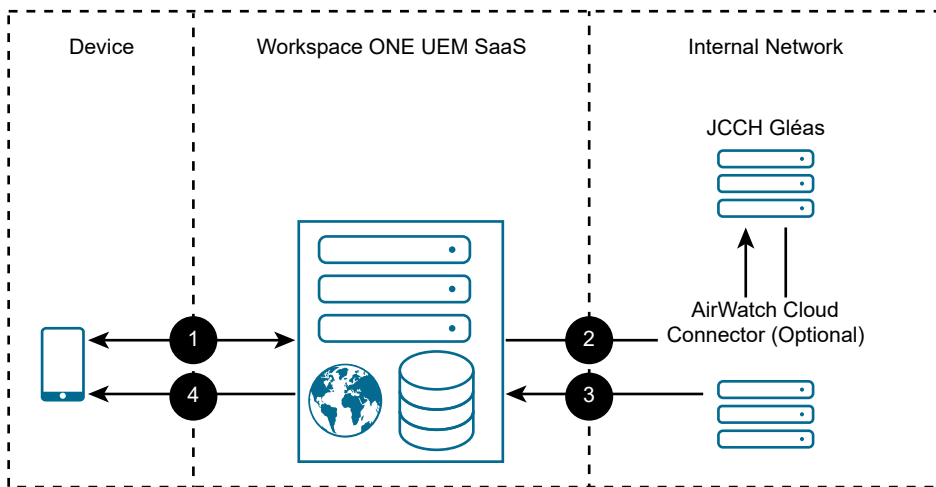 Device
Workspace ONE UEM SaaS
Internal Network
JCCH Gléas
AirWatch Cloud
Connector (Optional)
1
2
4
3